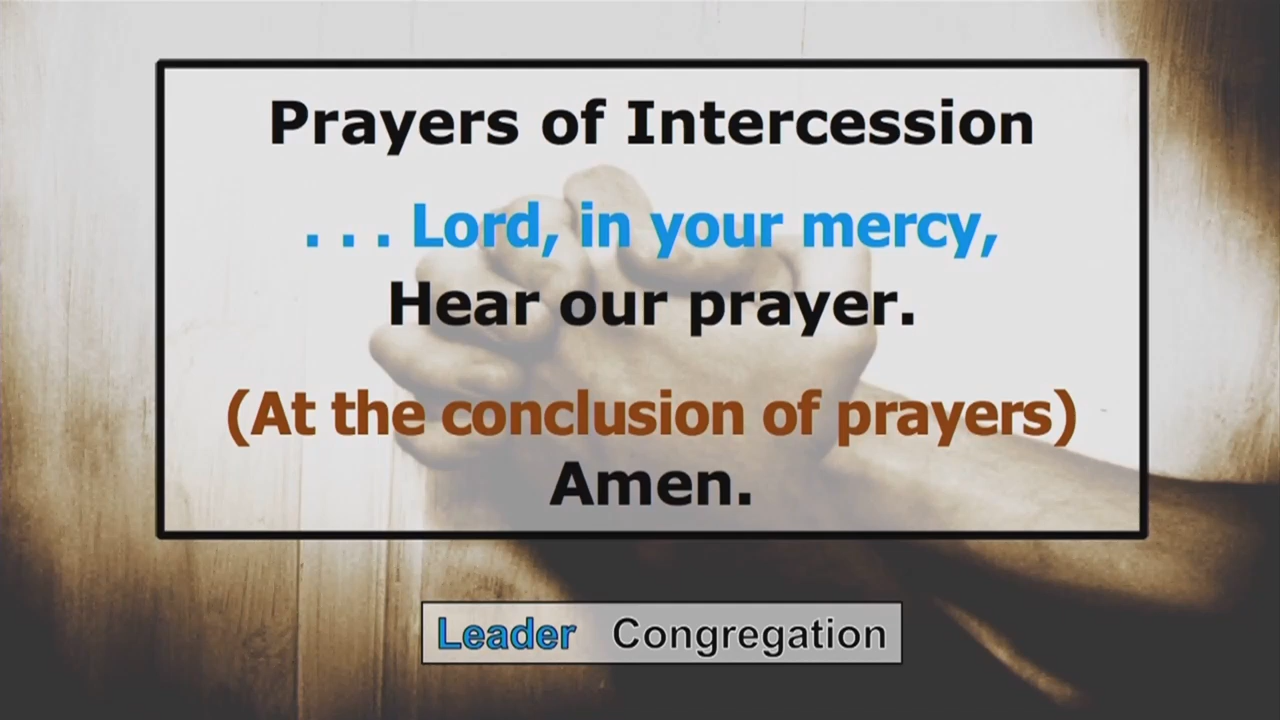 Prayers of Intercession
. . . Lord, in your mercy,
Hear our prayer.
(At the conclusion of prayers)
Amen.
Leader Congregation